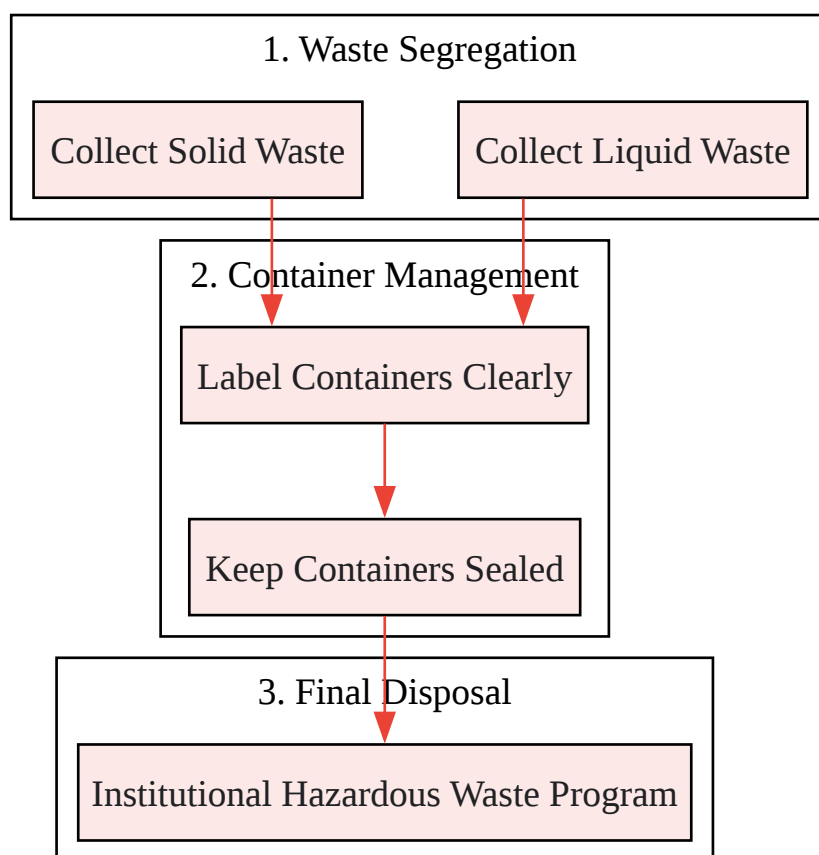 1. Waste Segregation
Collect Solid Waste
Collect Liquid Waste
2. Container Management
Label Containers Clearly
Keep Containers Sealed
3. Final Disposal
Institutional Hazardous Waste Program